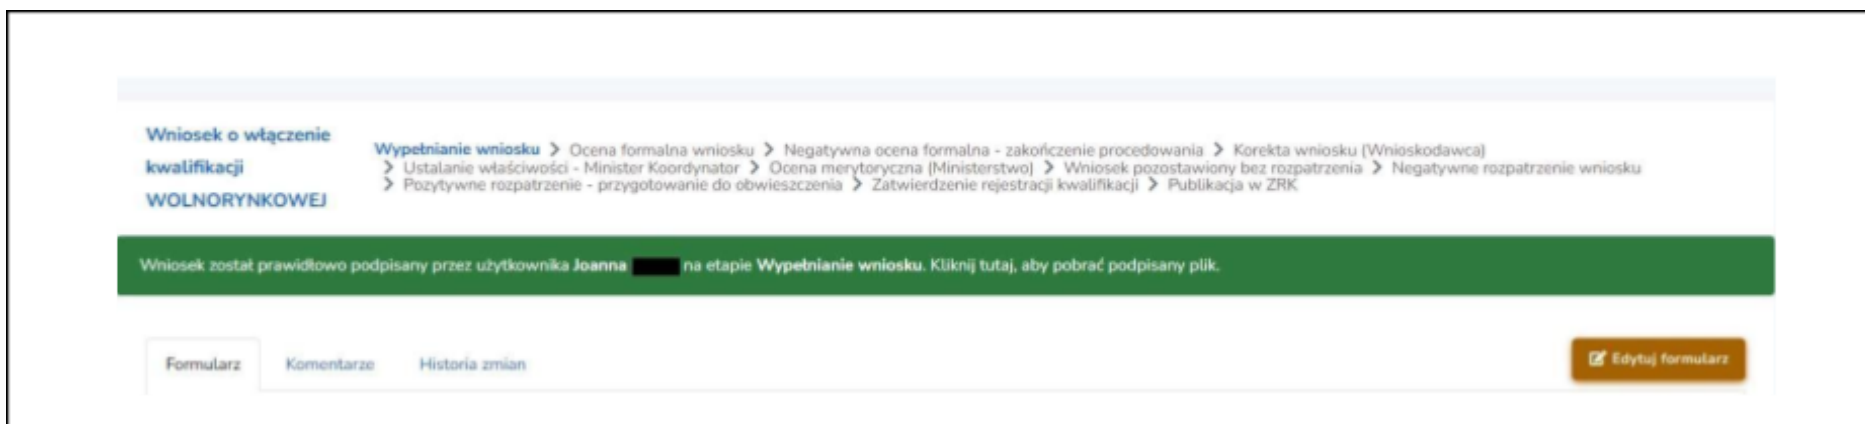 Wniosek o włączenie
kwalifikacji
WOLNORYNKOWEJ
Wypełnianie wniosku > Ocena formalna wniosku > Negatywna ocena formalna - zakończenie procedowania > Korekta wniosku (Wnioskodawca)
> Ustalanie właściwości - Minister Koordynator > Ocena merytoryczna (Ministerstwo) > Wniosek pozostawiony bez rozpatrzenia > Negatywne rozpatrzenie wniosku
> Pozytywne rozpatrzenie - przygotowanie do obwieszczenia > Zatwierdzenie rejestracji kwalifikacji > Publikacja w ZRK
Wniosek został prawidłowo podpisany przez użytkownika Joanna na etapie Wypełnianie wniosku. Kliknij tutaj, aby pobrać podpisany plik.
Formularz Komentarze Historia zmian Edytuj formularz